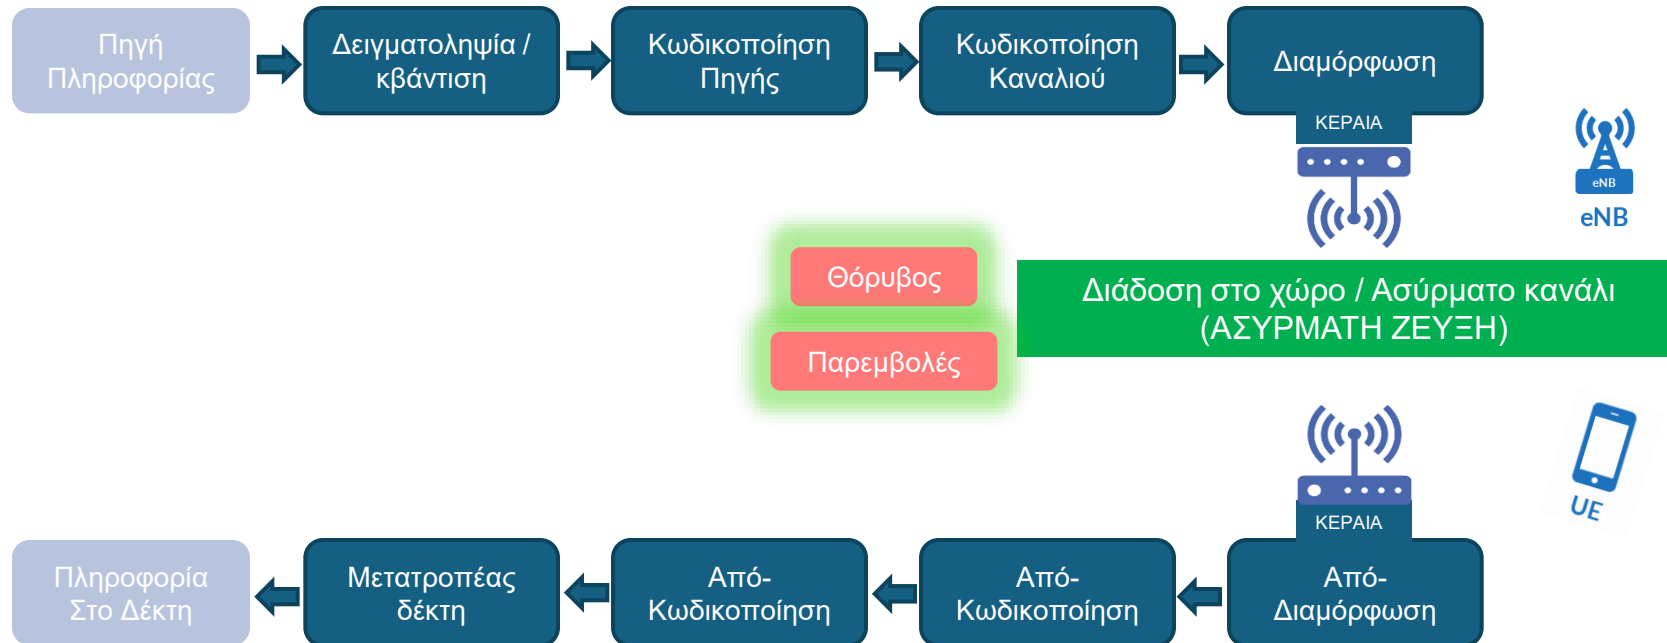 Πηγή
Πληροφορίας
Δειγματοληψία /
κβάντιση
Κωδικοποίηση
Πηγής
Κωδικοποίηση
Καναλιού
Διαμόρφωση
ΚΕΡΑΙΑ
eNB
eNB
Θόρυβος
Παρεμβολές
Διάδοση στο χώρο / Ασύρματο κανάλι
(ΑΣΥΡΜΑΤΗ ΖΕΥΞΗ)
UE
ΚΕΡΑΙΑ
Πληροφορία
Στο Δέκτη
Μετατροπέας
δέκτη
Από-
Κωδικοποίηση
Από-
Κωδικοποίηση
Από-
Διαμόρφωση